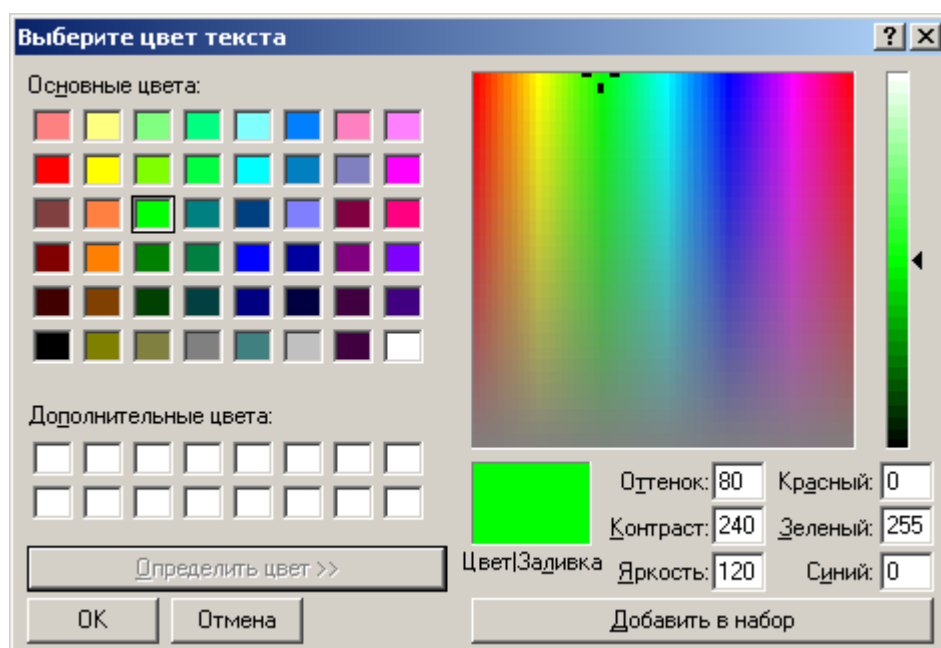 Выберите цвет текста
Основные цвета:
Дополнительные цвета:
Определить цвет >>
OK Отмена
Цвет|Заливка
Оттенок: 80 Красный: 0
Контраст: 240 Зеленый: 255
Яркость: 120 Синий: 0
Добавить в набор